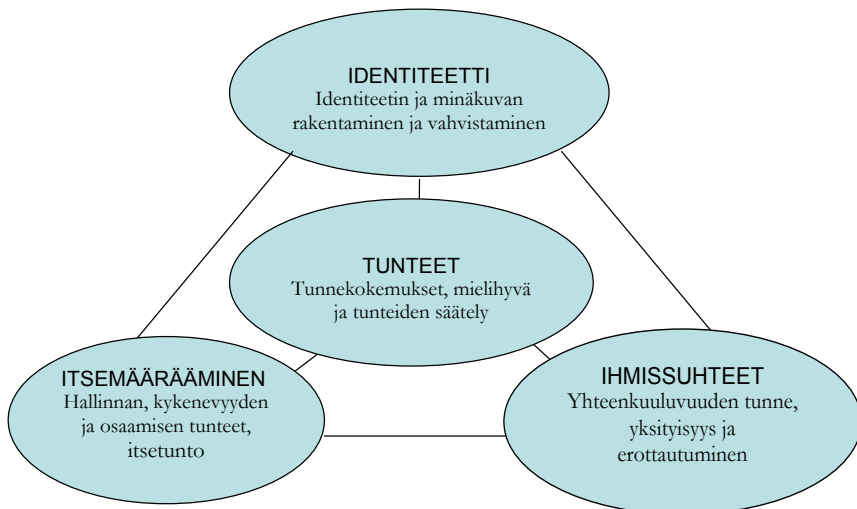 IDENTITEETTI
Identiteetin ja minäkuvan
rakentaminen ja vahvistaminen
TUNTEET
Tunnekokemukset, mielihyvä
ja tunteiden säätely
ITSEMÄÄRÄÄMINEN
Hallinnan, kykenevyyden
ja osaamisen tunteet,
itsetunto
IHMISSUHTEET
Yhteenkuuluvuuden tunne,
yksityisyys ja
erottautuminen